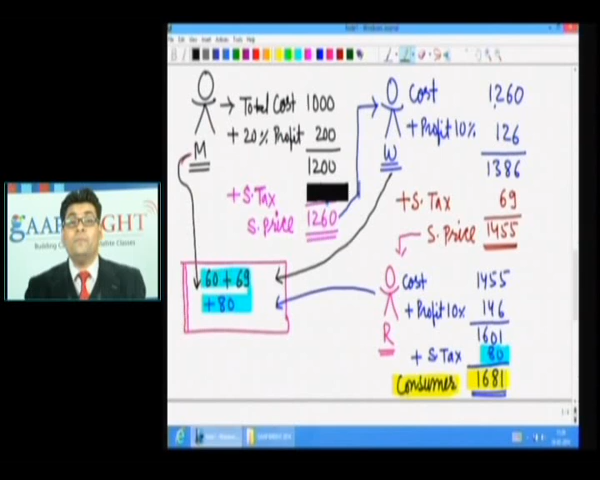 Total Cost 1000
+ 20% Profit 200
1200
M
+ S.Tax
S.Price 1260
Cost 1260
+ Profit 10% 126
1386
W
+ S.Tax 69
S.Price 1455
60 + 69
+ 80
Cost 1455
+ Profit 10% 146
1601
R
+ S Tax 80
Consumes 1681